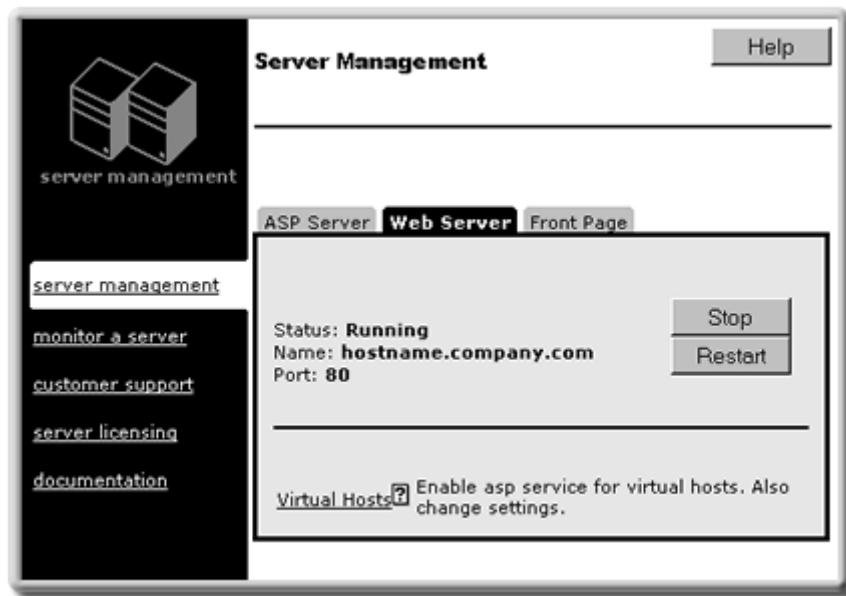 server management
server management
monitor a server
customer support
server licensing
documentation
Server Management
Help
ASP Server Web Server Front Page
Status: Running
Name: hostname.company.com
Port: 80
Stop
Restart
Virtual Hosts ? Enable asp service for virtual hosts. Also
change settings.